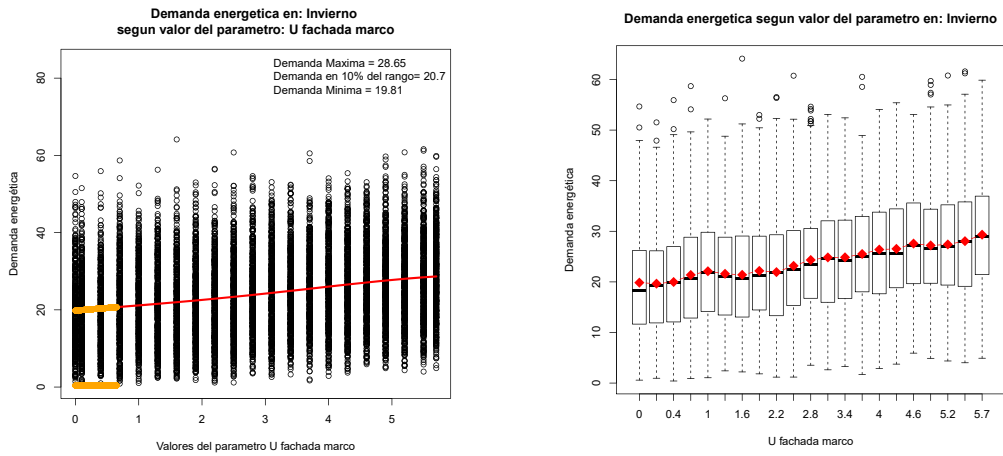 Demanda energetica en: Invierno
segun valor del parametro: U fachada marco
Demanda Maxima = 28.65
Demanda en 10% del rango= 20.7
Demanda Minima = 19.81
Demanda energética
80
60
40
20
0
0 1 2 3 4 5
Valores del parametro U fachada marco
Demanda energetica segun valor del parametro en: Invierno
Demanda energética
60
50
40
30
20
10
0
0 0.4 1 1.6 2.2 2.8 3.4 4 4.6 5.2 5.7
U fachada marco